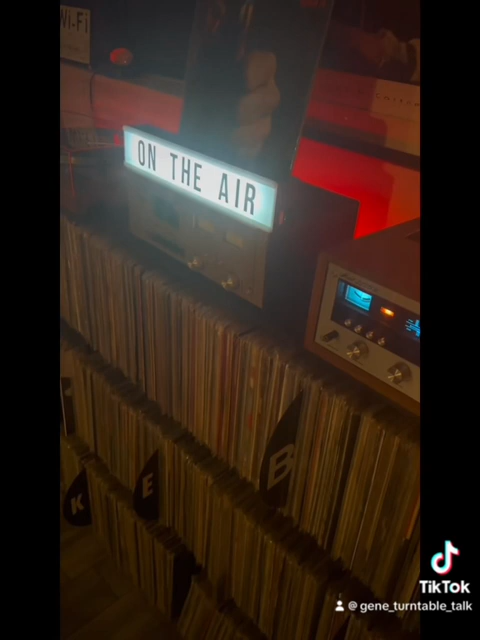 Wi-Fi
ON THE AIR
B
E
K
TikTok
@ gene_turntable_talk